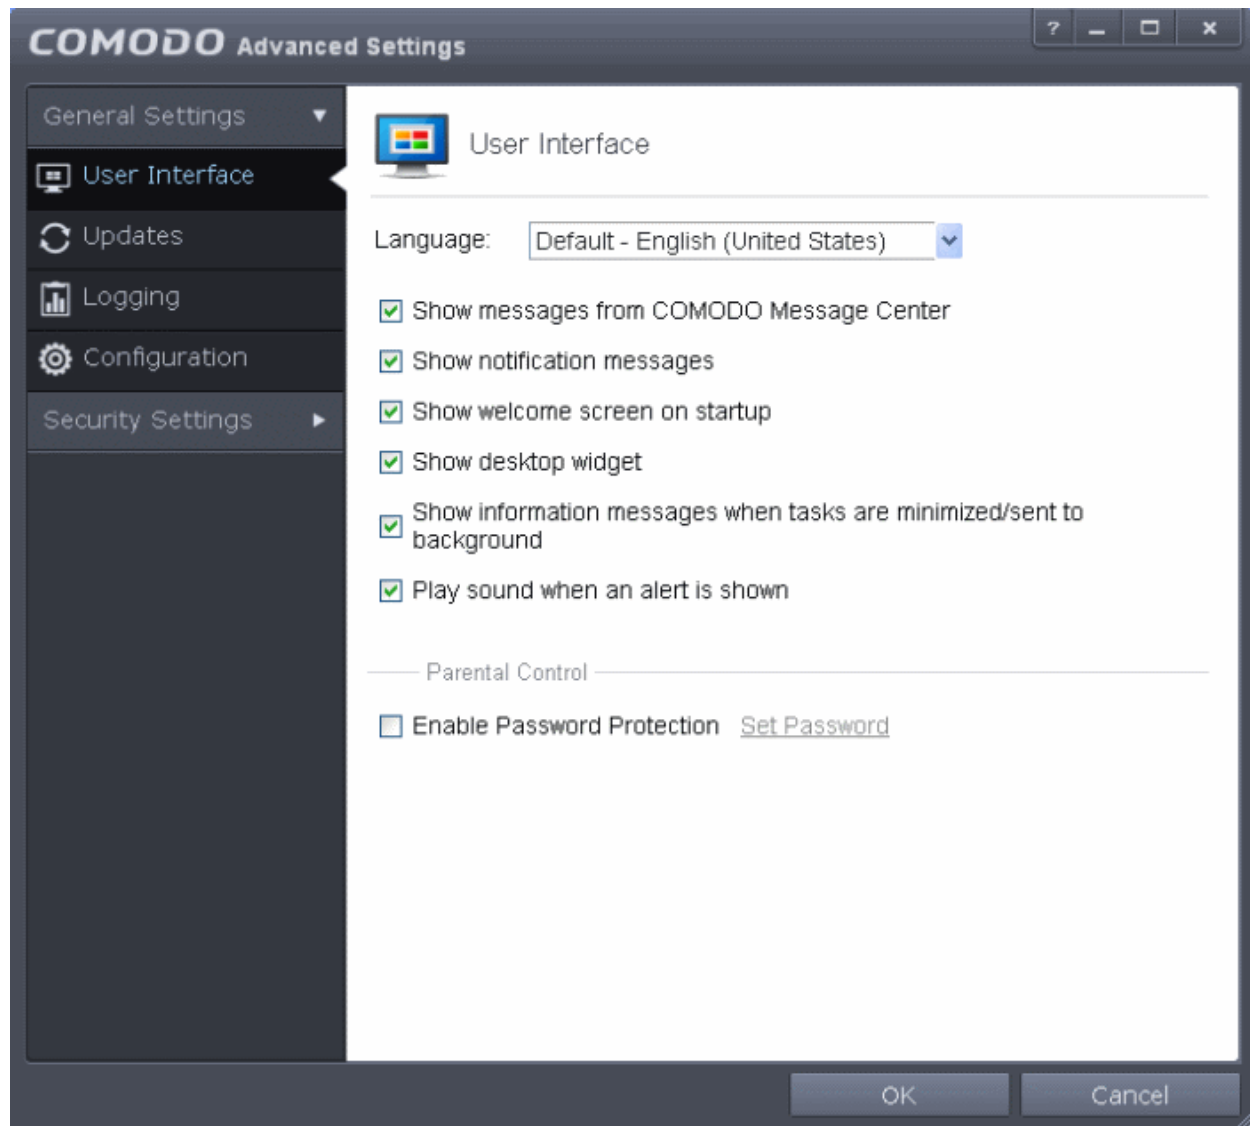 COMODO Advanced Settings
?
General Settings
User Interface
Updates
Logging
Configuration
Security Settings
User Interface
Language: Default - English (United States)
Show messages from COMODO Message Center
Show notification messages
Show welcome screen on startup
Show desktop widget
Show information messages when tasks are minimized/sent to
background
Play sound when an alert is shown
Parental Control
Enable Password Protection Set Password
OK Cancel